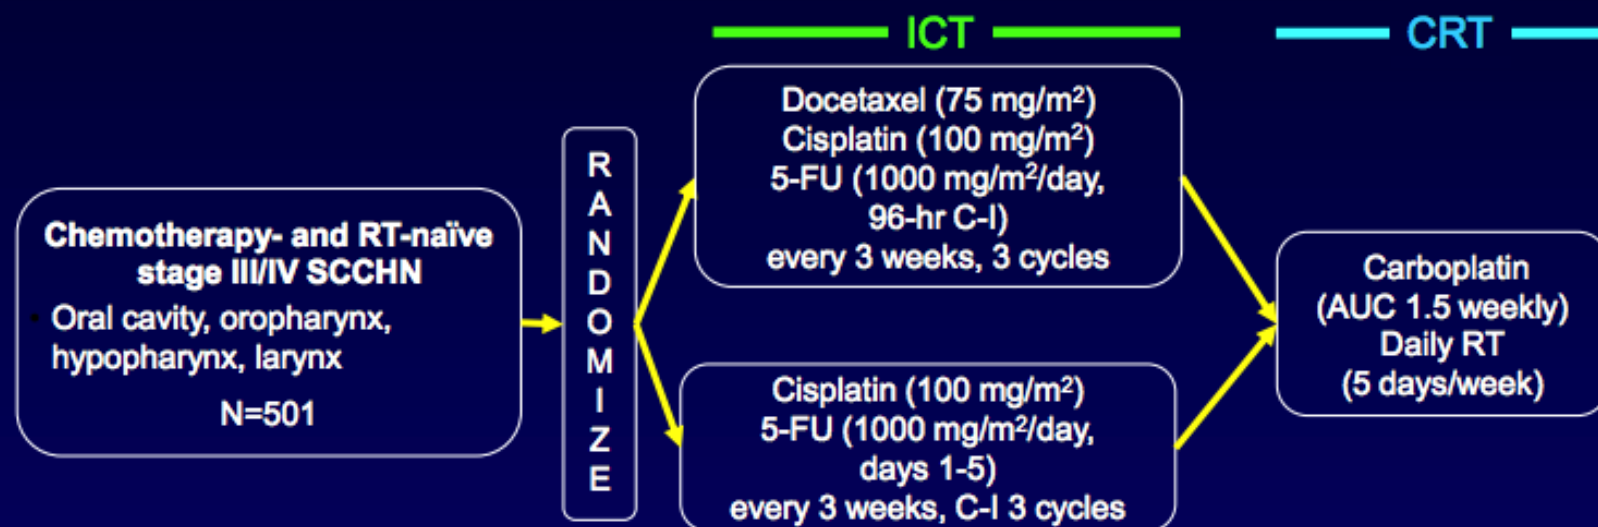 ICT
CRT
Chemotherapy- and RT-naïve
stage III/IV SCCHN
· Oral cavity, oropharynx,
hypopharynx, larynx
N=501
R
A
N
D
O
M
I
Z
E
Docetaxel (75 mg/m²)
Cisplatin (100 mg/m²)
5-FU (1000 mg/m²/day,
96-hr C-I)
every 3 weeks, 3 cycles
Cisplatin (100 mg/m²)
5-FU (1000 mg/m²/day,
days 1-5)
every 3 weeks, C-I 3 cycles
Carboplatin
(AUC 1.5 weekly)
Daily RT
(5 days/week)